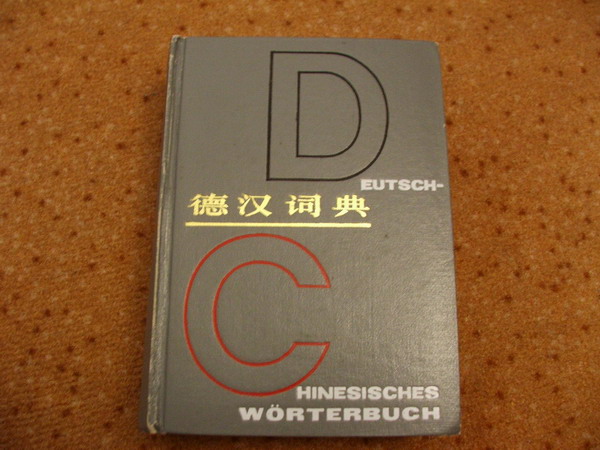 DEUTSCH-
德汉词典
CHINESISCHES
WÖRTERBUCH